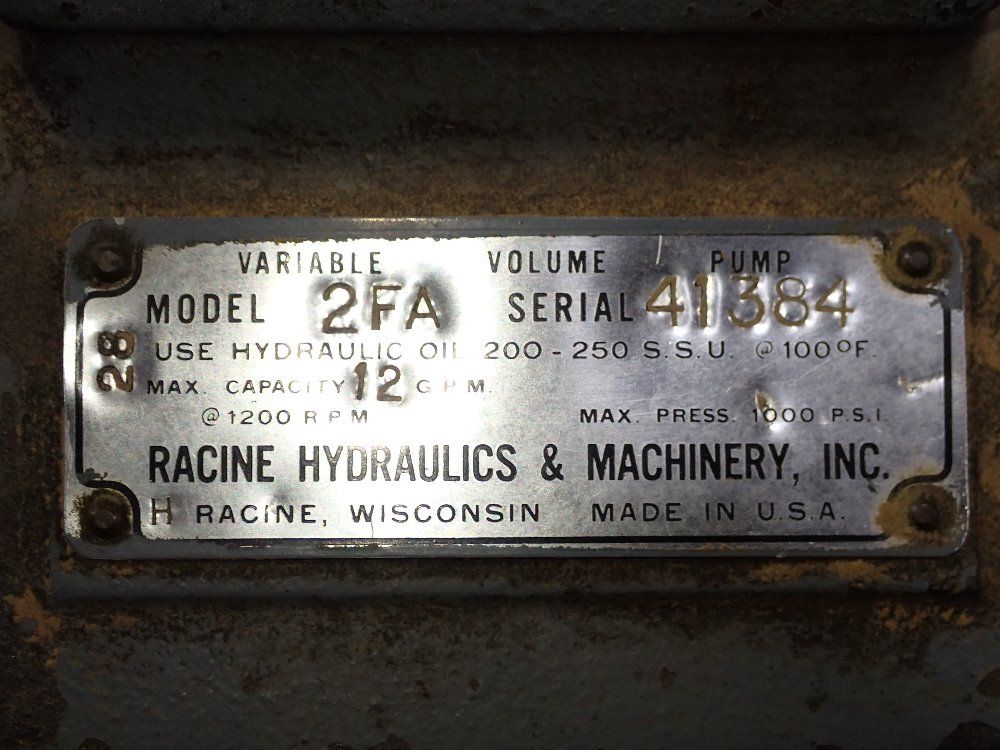 VARIABLE VOLUME PUMP
MODEL 2FA SERIAL 41384
28
USE HYDRAULIC OIL 200-250 S.S.U. @ 100°F.
MAX. CAPACITY 12 G.P.M.
@ 1200 R P M MAX. PRESS. 1000 P.S.I.
RACINE HYDRAULICS & MACHINERY, INC.
H RACINE, WISCONSIN MADE IN U.S.A.